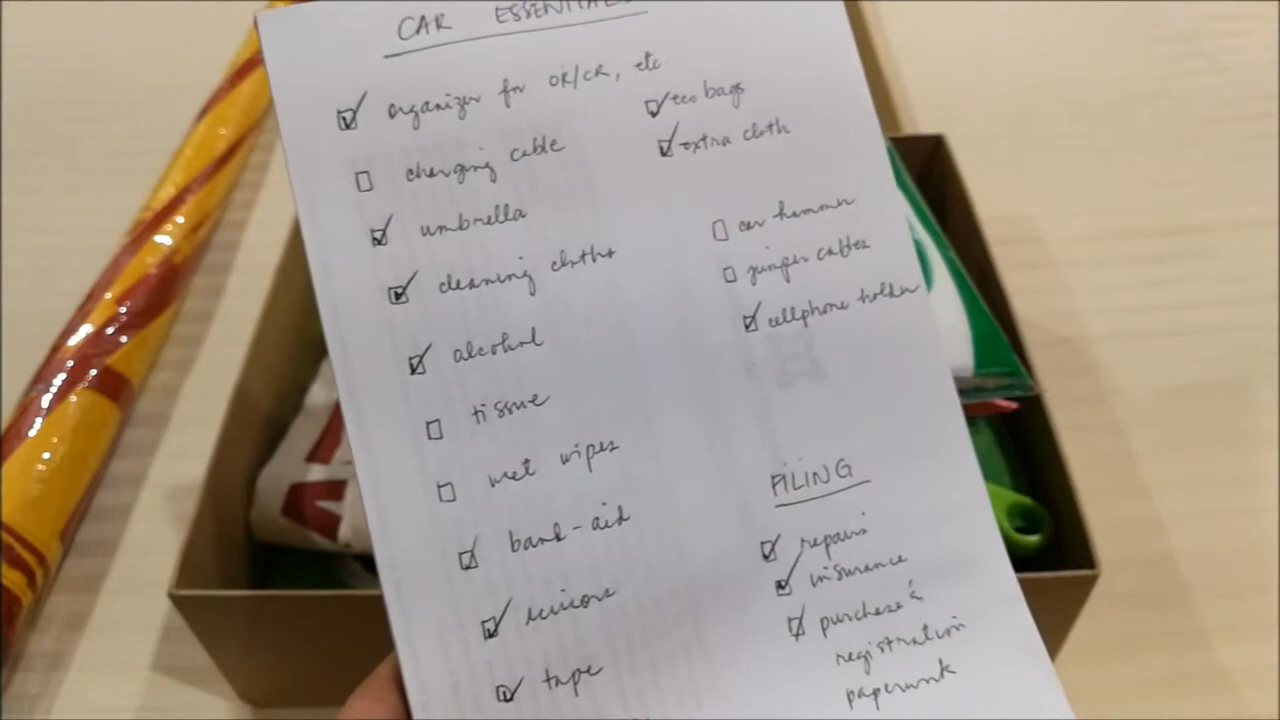 CAR ESSENTIALS
organizer for OR/CR, etc.
charging cable
umbrella
cleaning cloths
alcohol
tissue
wet wipes
band-aid
scissors
tape
eco bags
extra cloth
car hammer
jumper cables
cellphone holder
FILING
repairs
insurance
purchase &
registration
paperwork